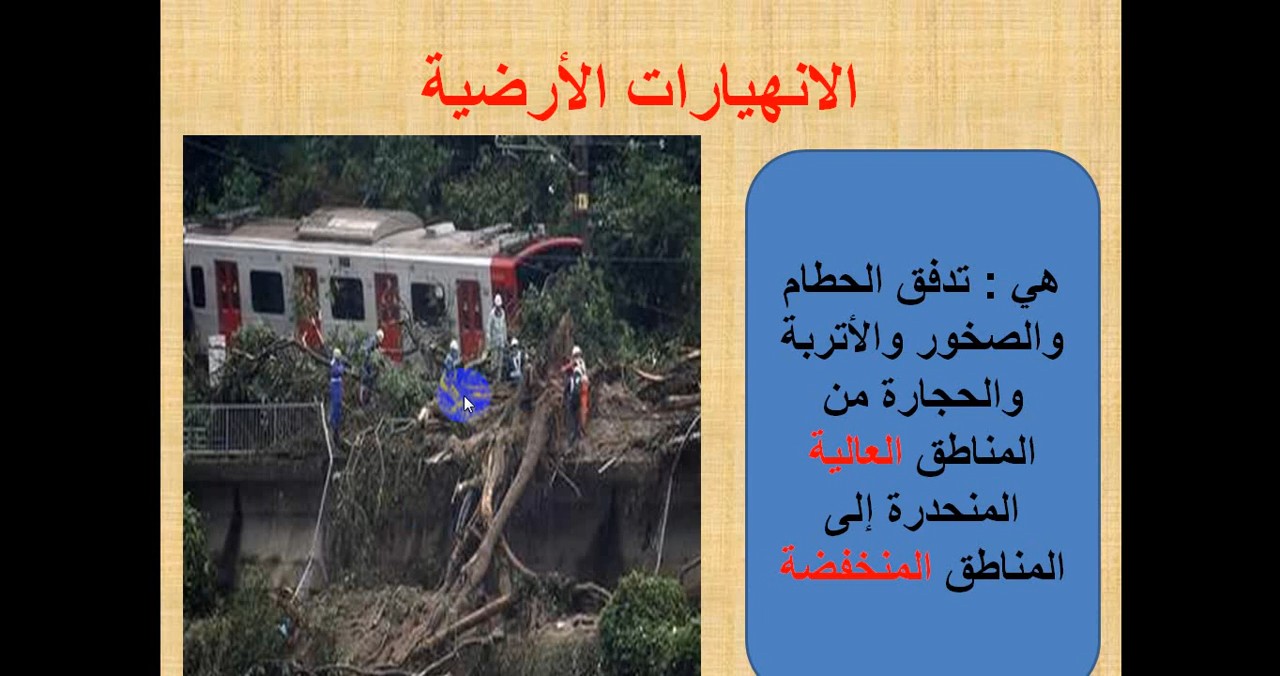 الانهيارات الأرضية
هي : تدفق الحطام
والصخور والأتربة
والحجارة من
المناطق العالية
المنحدرة إلى
المناطق المنخفضة